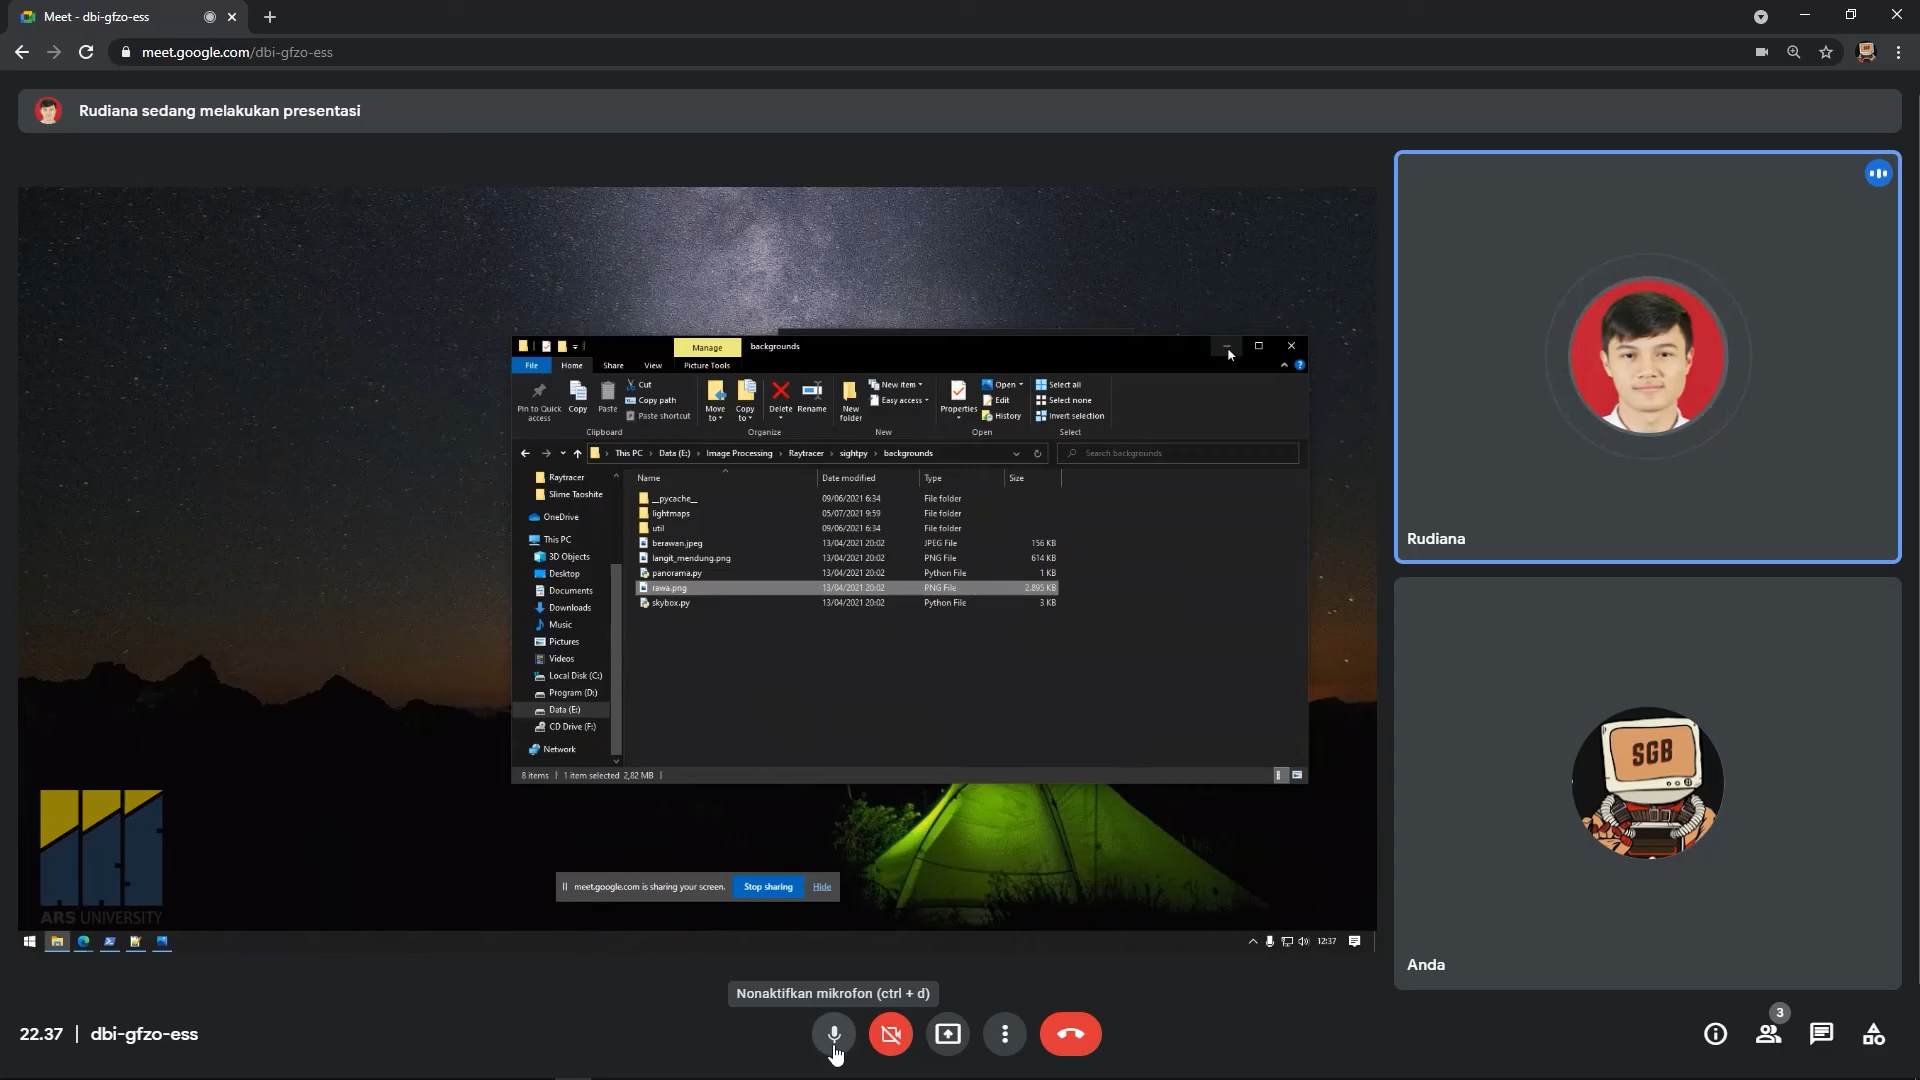 Meet - dbi-gfzo-ess
meet.google.com/dbi-gfzo-ess
Rudiana sedang melakukan presentasi
Manage
backgrounds
File Home Share View Picture Tools
Pin to Quick access
Copy
Paste
Cut
Copy path
Paste shortcut
Clipboard
Move to
Copy to
Delete
Rename
Organize
New folder
New item
Easy access
New
Properties
Open
Edit
History
Open
Select all
Select none
Invert selection
Select
This PC > Data (E:) > Image Processing > Raytracer > sightpy > backgrounds
Search backgrounds
Raytracer
Slime Taoshite
OneDrive
This PC
3D Objects
Desktop
Documents
Downloads
Music
Pictures
Videos
Local Disk (C:)
Program (D:)
Data (E:)
CD Drive (F:)
Network
Name Date modified Type Size
__pycache__ 09/06/2021 6:34 File folder
lightmaps 05/07/2021 9:59 File folder
util 09/06/2021 6:34 File folder
berawan.jpeg 13/04/2021 20:02 JPEG File 156 KB
langit_mendung.png 13/04/2021 20:02 PNG File 614 KB
panorama.py 13/04/2021 20:02 Python File 1 KB
rawa.png 13/04/2021 20:02 PNG File 2.895 KB
skybox.py 13/04/2021 20:02 Python File 3 KB
8 items 1 item selected 2,82 MB
ARS UNIVERSITY
meet.google.com is sharing your screen.
Stop sharing
Hide
12:37
Rudiana
SGB
Anda
Nonaktifkan mikrofon (ctrl + d)
22.37 | dbi-gfzo-ess
3